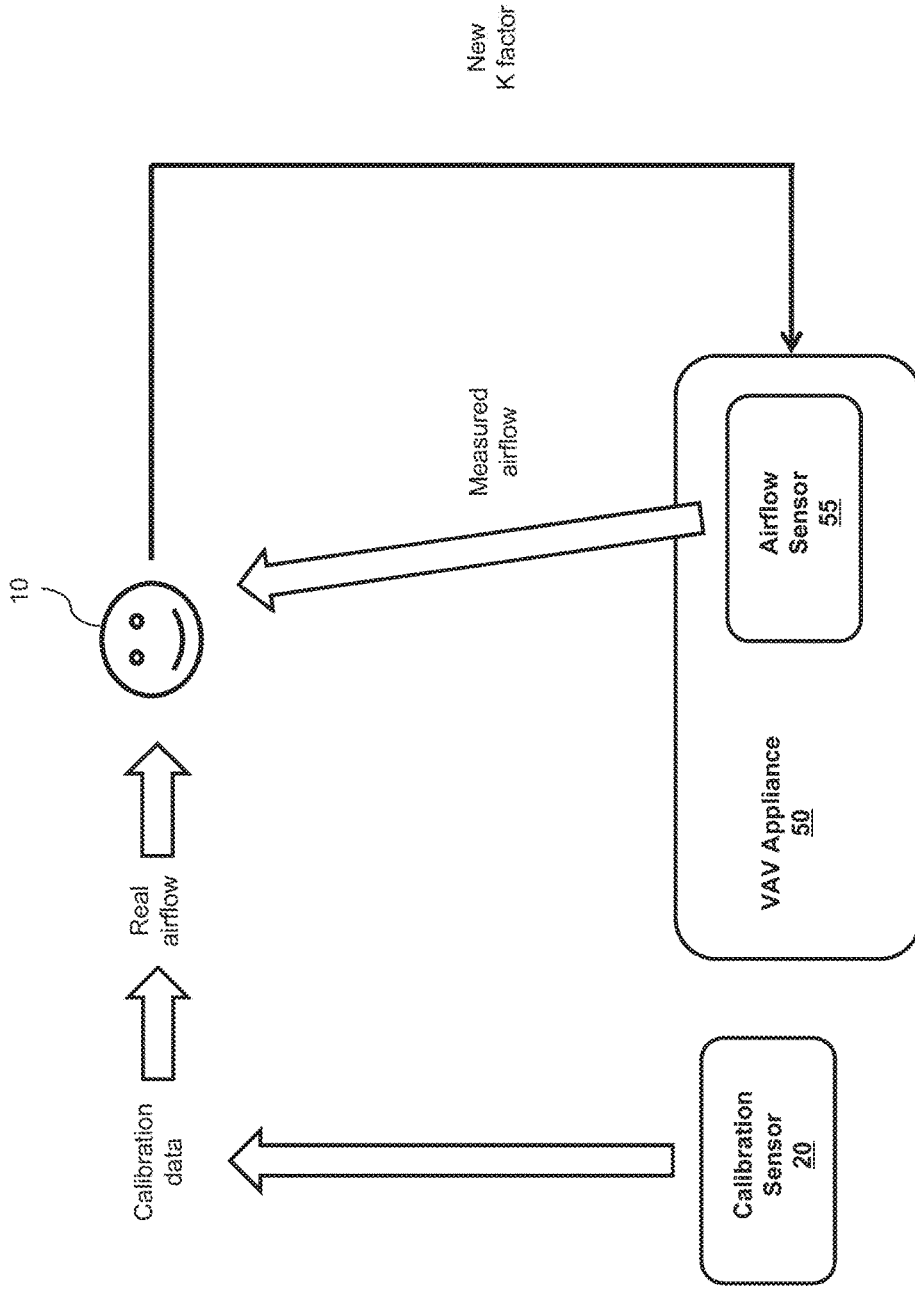 10
Calibration
data
Real
airflow
Measured
airflow
New
K factor
Calibration
Sensor
20
VAV Appliance
50
Airflow
Sensor
55